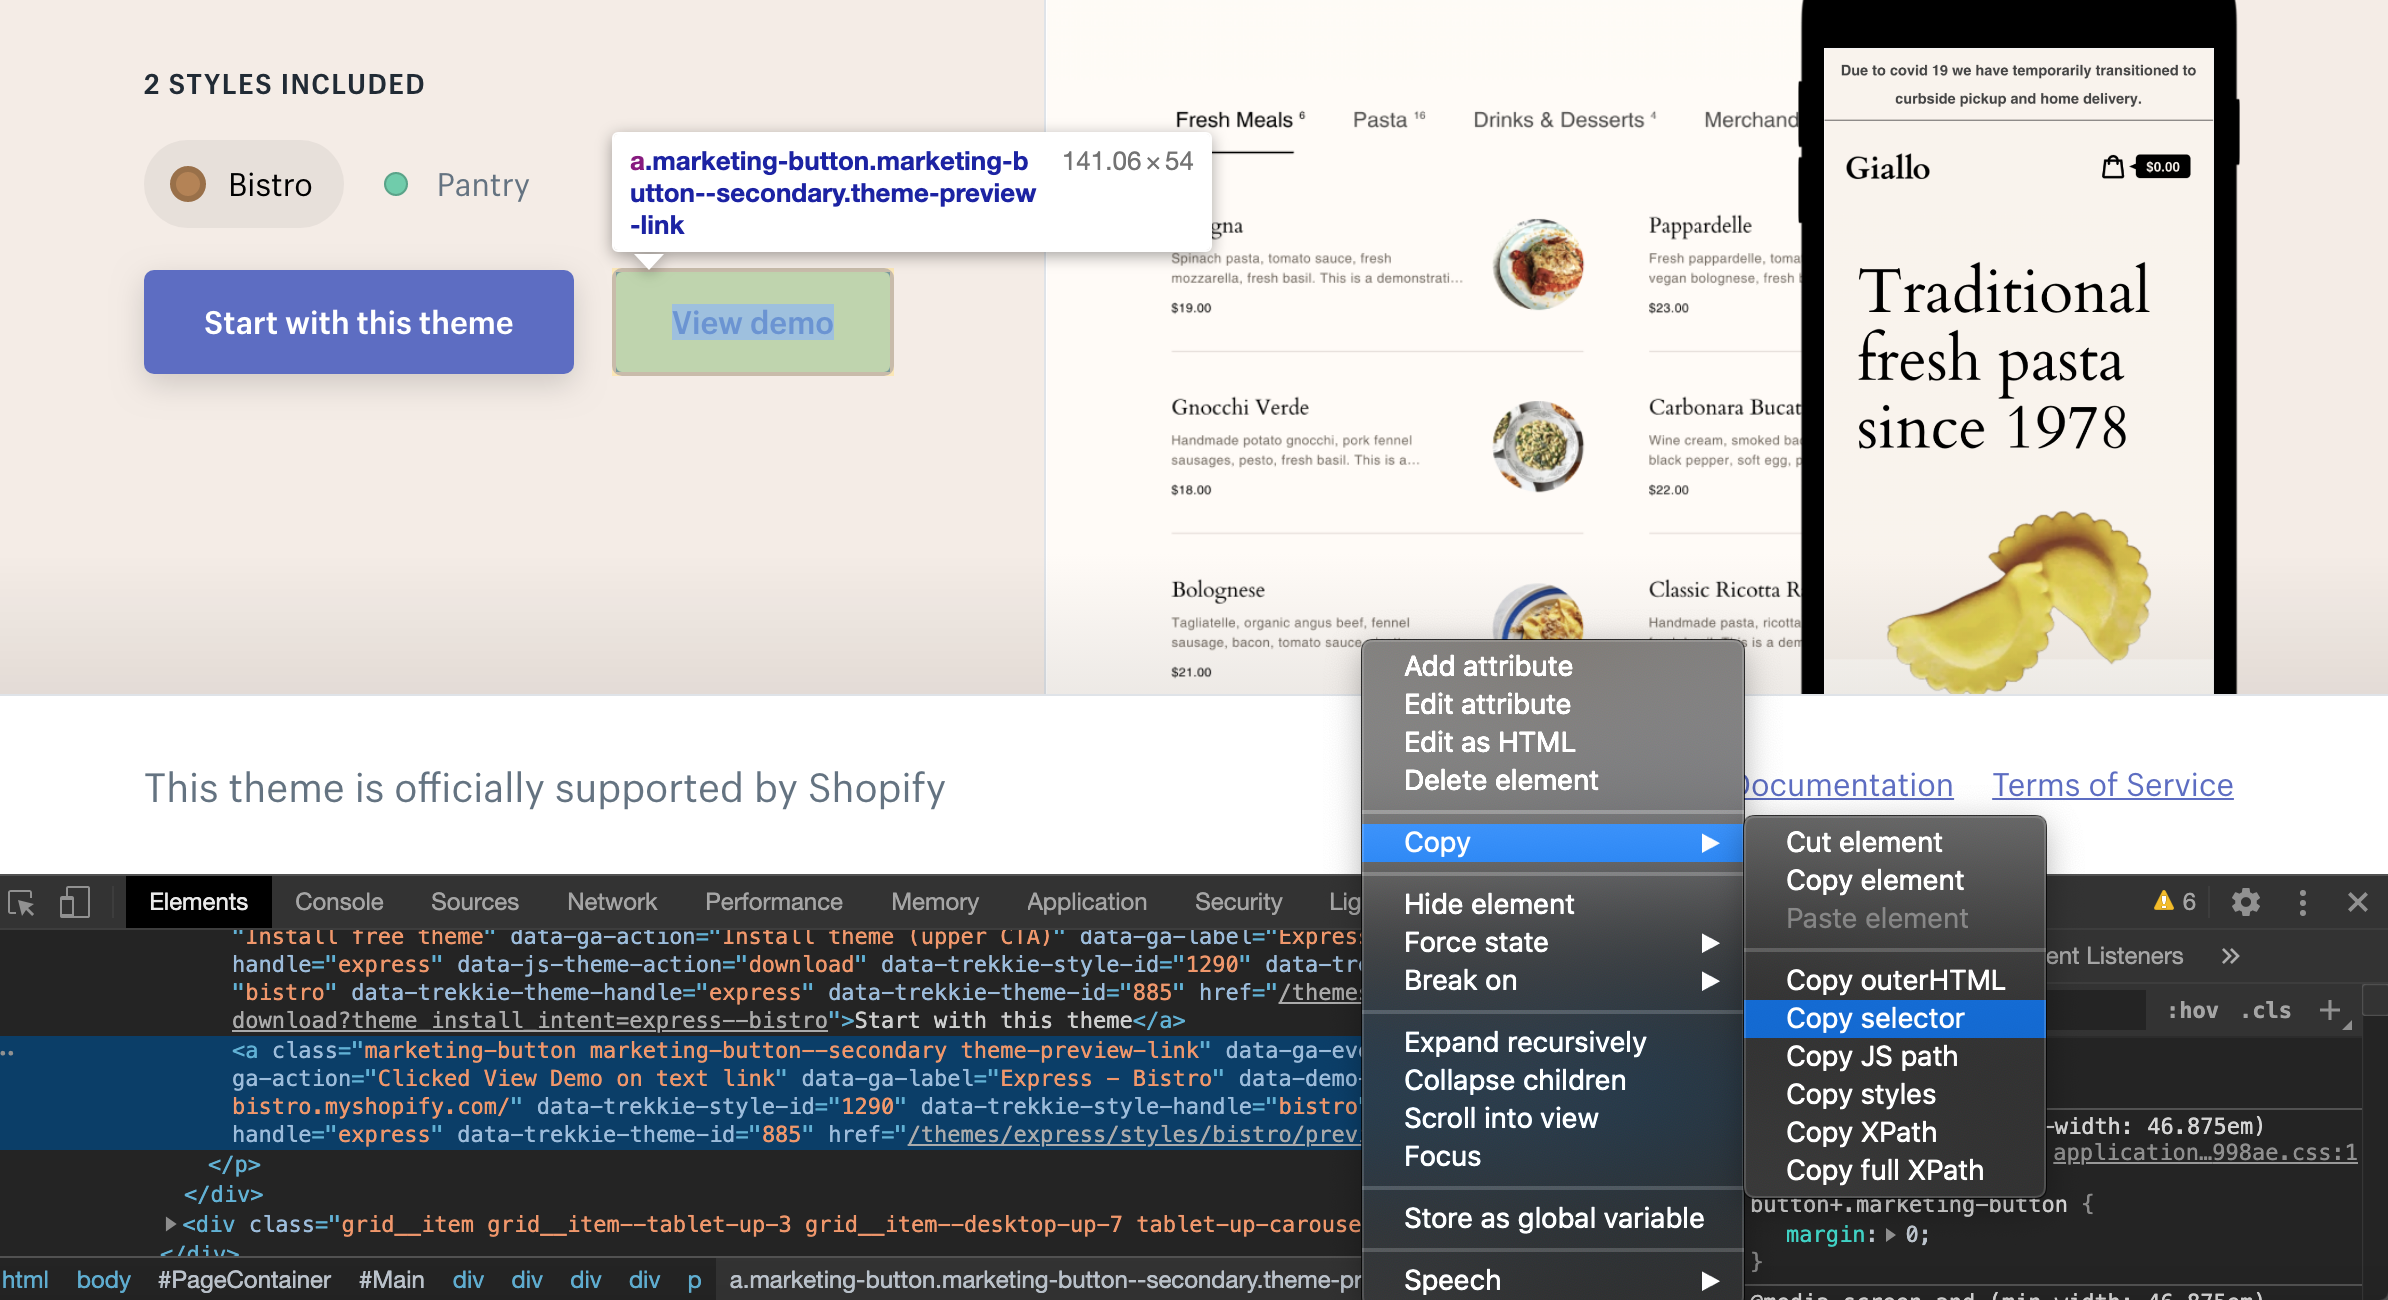 2 STYLES INCLUDED
Bistro
Pantry
a.marketing-button.marketing-b
utton--secondary.theme-preview
-link
141.06×54
Start with this theme
View demo
Fresh Meals 6 Pasta 16 Drinks & Desserts 4 Merchand
gna
Spinach pasta, tomato sauce, fresh
mozzarella, fresh basil. This is a demonstrati...
$19.00
Pappardelle
Fresh pappardelle, toma
vegan bolognese, fresh
$23.00
Gnocchi Verde
Handmade potato gnocchi, pork fennel
sausages, pesto, fresh basil. This is a...
$18.00
Carbonara Bucat
Wine cream, smoked ba
black pepper, soft egg, p
$22.00
Bolognese
Tagliatelle, organic angus beef, fennel
sausage, bacon, tomato sauce
$21.00
Classic Ricotta R
Handmade pasta, ricotta
is a dem
Due to covid 19 we have temporarily transitioned to
curbside pickup and home delivery.
Giallo
$0.00
Traditional
fresh pasta
since 1978
This theme is officially supported by Shopify
Documentation Terms of Service
Add attribute
Edit attribute
Edit as HTML
Delete element
Copy
Hide element
Force state
Break on
Expand recursively
Collapse children
Scroll into view
Focus
Store as global variable
Speech
Cut element
Copy element
Paste element
Copy outerHTML
Copy selector
Copy JS path
Copy styles
Copy XPath
Copy full XPath
Elements Console Sources Network Performance Memory Application Security Lig
6
"Install free theme" data-ga-action="Install theme (upper CTA)" data-ga-label="Express
handle="express" data-js-theme-action="download" data-trekkie-style-id="1290" data-tr
"bistro" data-trekkie-theme-handle="express" data-trekkie-theme-id="885" href="/themes
download?theme_install_intent=express--bistro">Start with this theme</a>
<a class="marketing-button marketing-button--secondary theme-preview-link" data-ga-eve
ga-action="Clicked View Demo on text link" data-ga-label="Express – Bistro" data-demo-
bistro.myshopify.com/" data-trekkie-style-id="1290" data-trekkie-style-handle="bistro"
handle="express" data-trekkie-theme-id="885" href="/themes/express/styles/bistro/prev
</p>
</div>
<div class="grid__item grid__item--tablet-up-3 grid__item--desktop-up-7 tablet-up-carouse
</div>
html body #PageContainer #Main div div div div p a.marketing-button.marketing-button--secondary.theme-pr
ent Listeners »
:hov .cls +
-width: 46.875em)
application…998ae.css:1
button+.marketing-button {
margin: 0;
}
@media screen and (min-width: 46.875em)